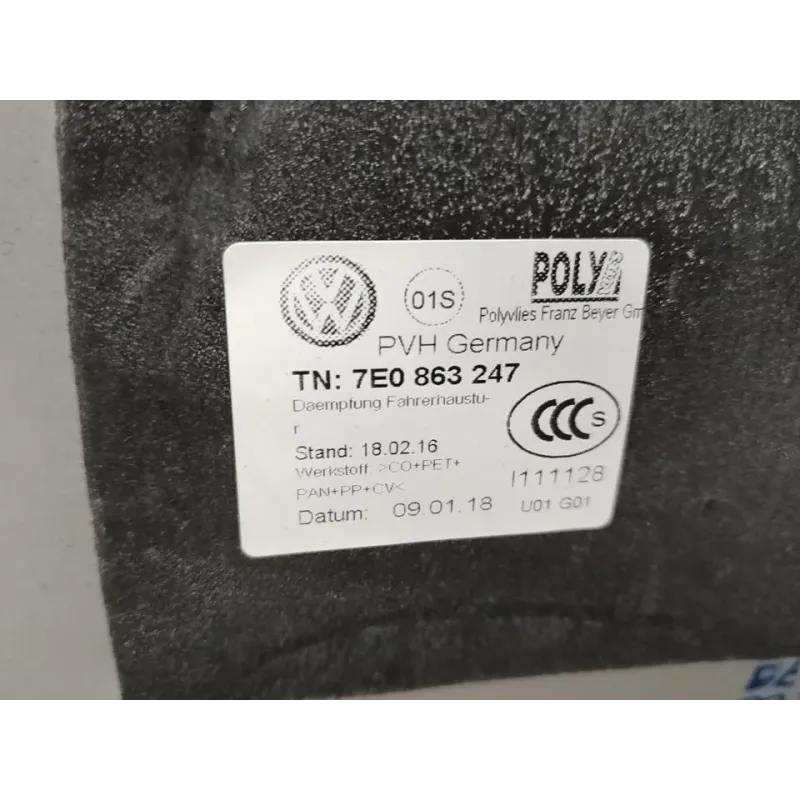 01S
POLY
Polyvlies Franz Beyer Gm
PVH Germany
TN: 7E0 863 247
Daempfung Fahrerhaustu-
r
CCC S
Stand: 18.02.16
Werkstoff >CO+PET+
PAN+PP+CV<
I111128
Datum: 09.01.18
U01 G01